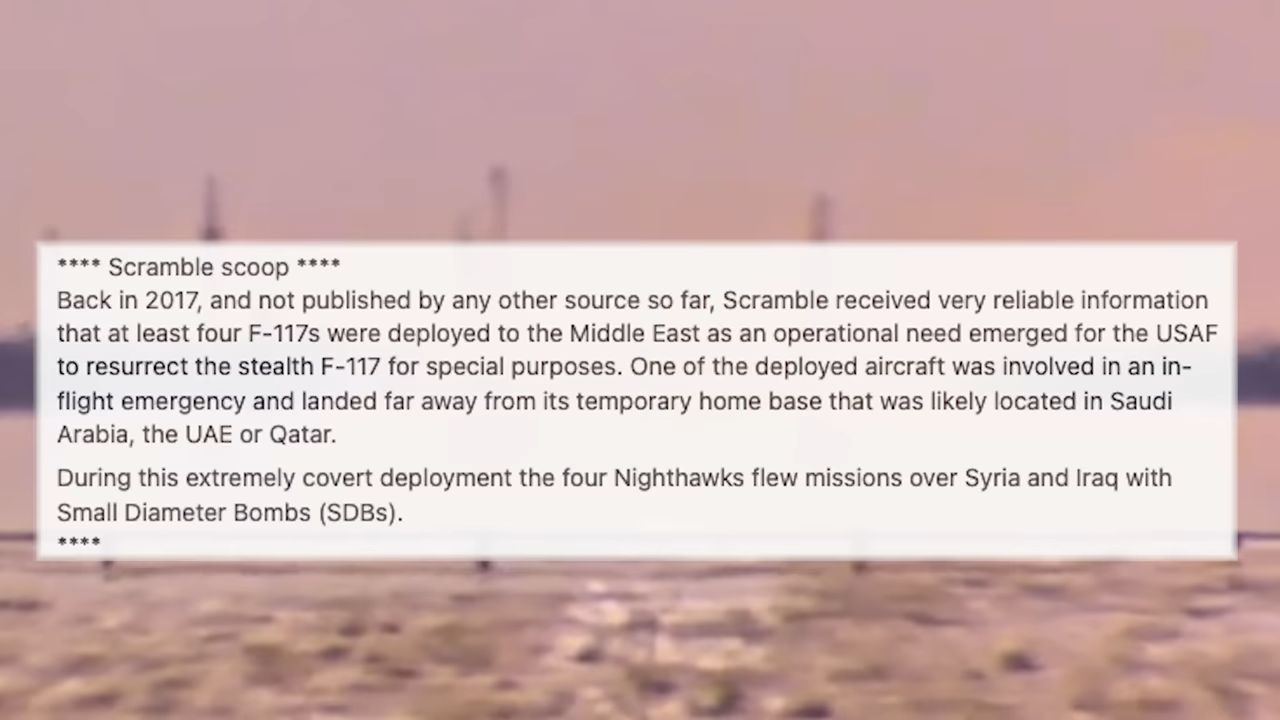 **** Scramble scoop ****
Back in 2017, and not published by any other source so far, Scramble received very reliable information
that at least four F-117s were deployed to the Middle East as an operational need emerged for the USAF
to resurrect the stealth F-117 for special purposes. One of the deployed aircraft was involved in an in-
flight emergency and landed far away from its temporary home base that was likely located in Saudi
Arabia, the UAE or Qatar.
During this extremely covert deployment the four Nighthawks flew missions over Syria and Iraq with
Small Diameter Bombs (SDBs).
****